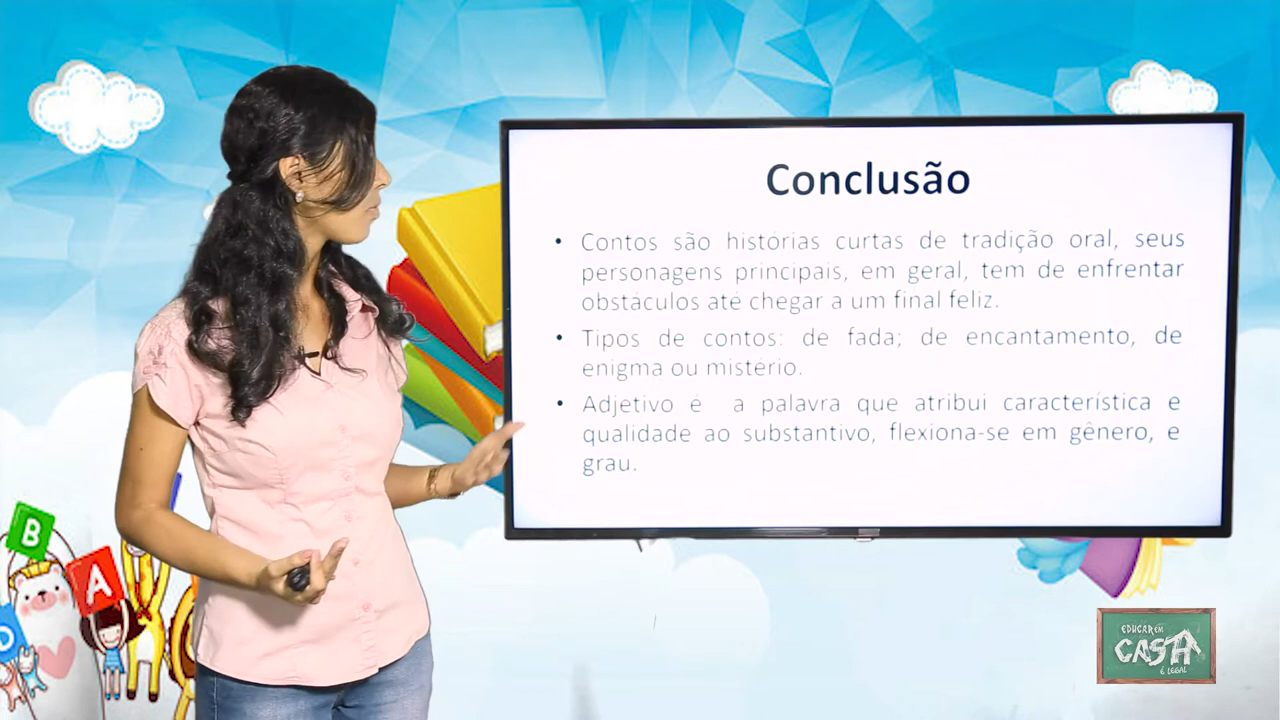 Conclusão
• Contos são histórias curtas de tradição oral, seus
personagens principais, em geral, tem de enfrentar
obstáculos até chegar a um final feliz.
• Tipos de contos: de fada; de encantamento, de
enigma ou mistério.
• Adjetivo é a palavra que atribui característica e
qualidade ao substantivo, flexiona-se em gênero, e
grau.
B
A
EDUCAR EM
CASA
É LEGAL